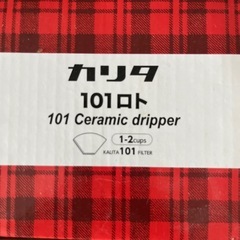 カリタ
101ロト
101 Ceramic dripper
1-2cups
KALITA 101 FILTER